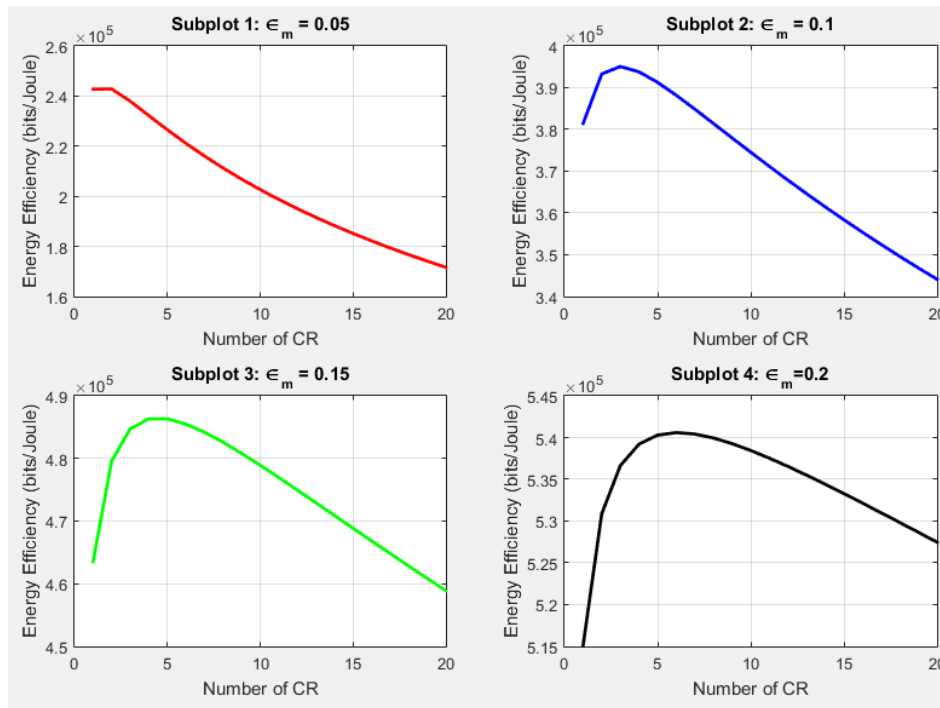 Subplot 1: ∈m = 0.05
×10^5
2.6
2.4
2.2
2
1.8
1.6
Energy Efficiency (bits/Joule)
0 5 10 15 20
Number of CR
Subplot 2: ∈m = 0.1
×10^5
4
3.9
3.8
3.7
3.6
3.5
3.4
Energy Efficiency (bits/Joule)
0 5 10 15 20
Number of CR
Subplot 3: ∈m = 0.15
×10^5
4.9
4.8
4.7
4.6
4.5
Energy Efficiency (bits/Joule)
0 5 10 15 20
Number of CR
Subplot 4: ∈m=0.2
×10^5
5.45
5.4
5.35
5.3
5.25
5.2
5.15
Energy Efficiency (bits/Joule)
0 5 10 15 20
Number of CR